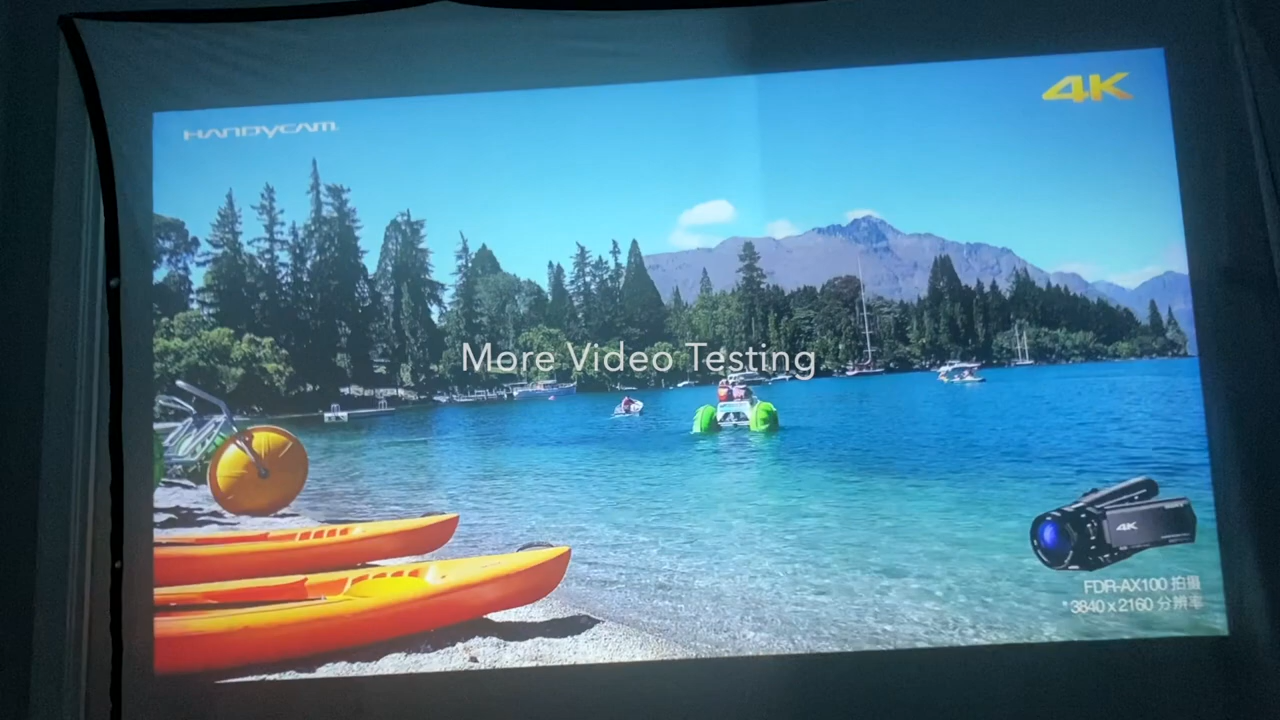 HANDYCAM
4K
More Video Testing
4K
FDR-AX100 拍攝
*3840 x 2160 分辨率